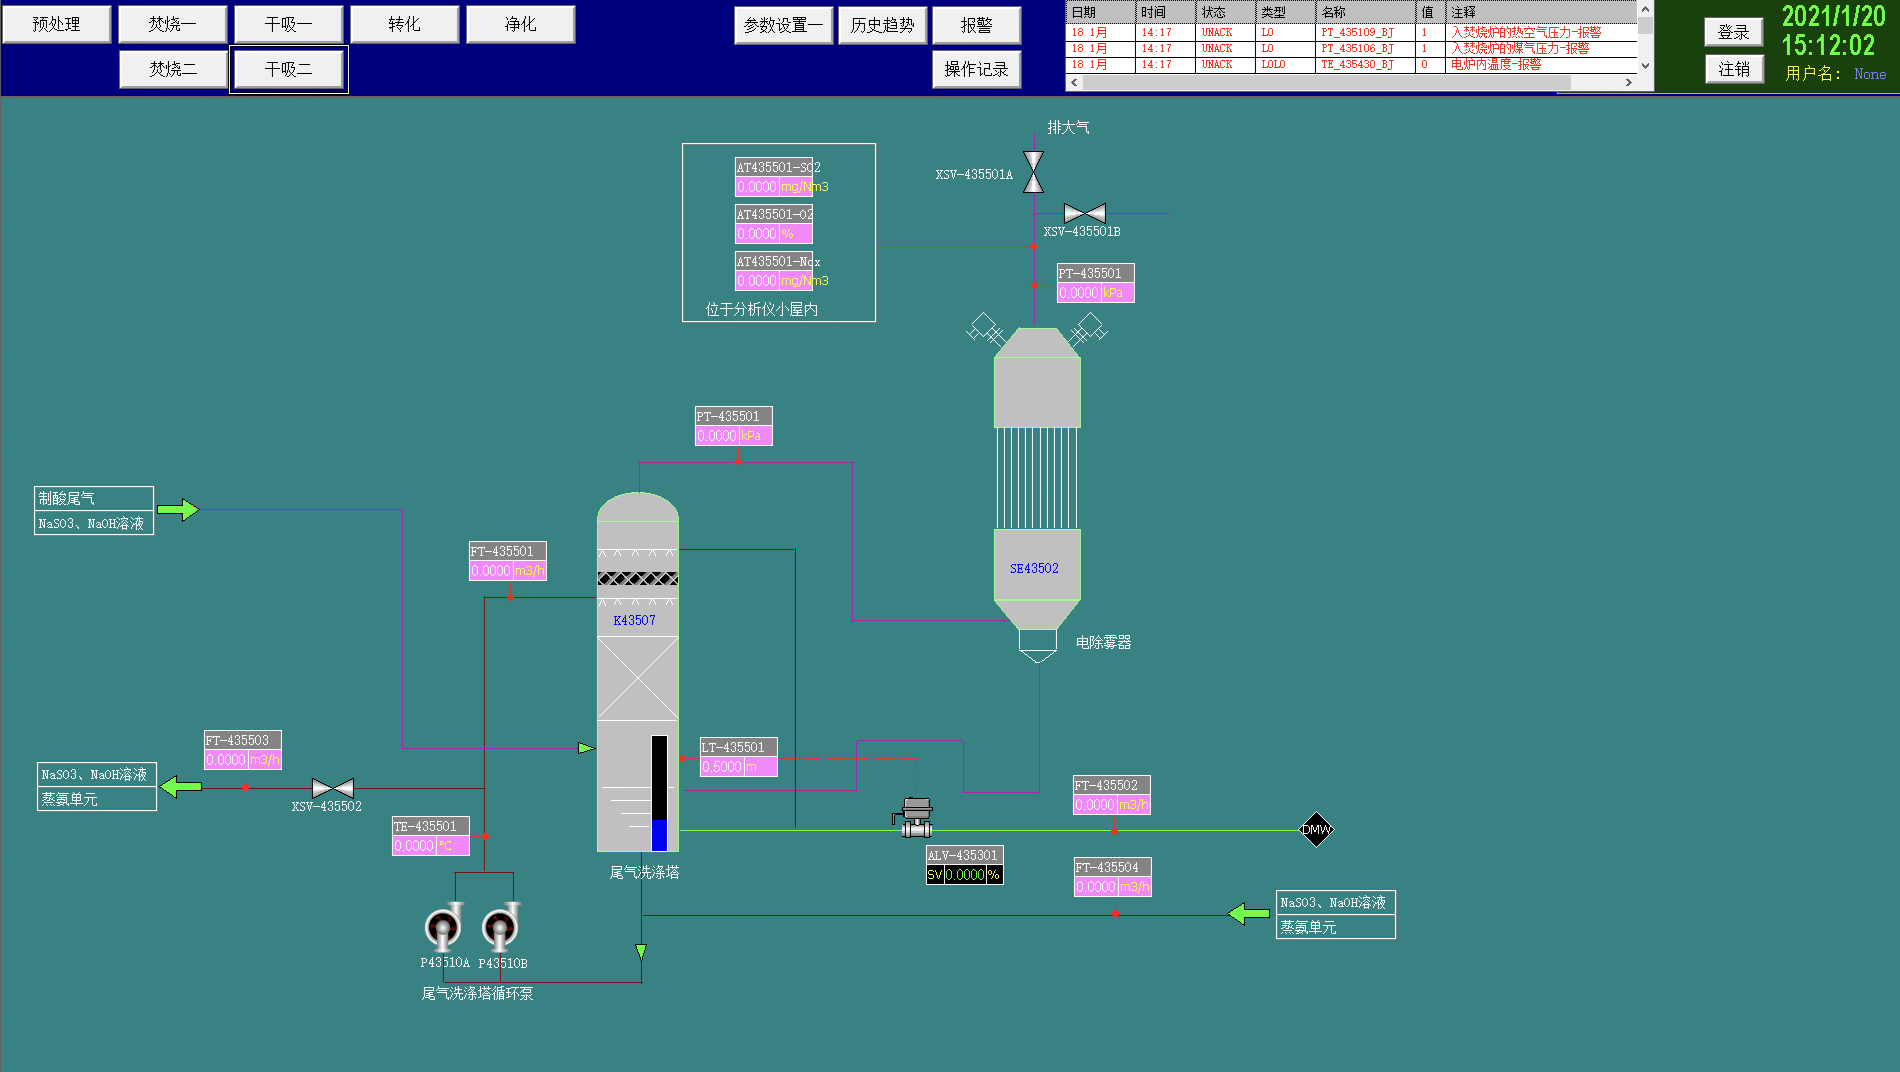 预处理 焚烧一 干吸一 转化 净化
焚烧二 干吸二
参数设置一 历史趋势 报警
操作记录
日期 时间 状态 类型 名称 值 注释
18 1月 14:17 UNACK LO PT_435109_BJ 1 入焚烧炉的热空气压力-报警
18 1月 14:17 UNACK LO PT_435106_BJ 1 入焚烧炉的煤气压力-报警
18 1月 14:17 UNACK LOLO TE_435430_BJ 0 电炉内温度-报警
登录
注销
2021/1/20
15:12:02
用户名: None
排大气
XSV-435501A
XSV-435501B
AT435501-SO2
0.0000 mg/Nm3
AT435501-O2
0.0000 %
AT435501-Nox
0.0000 mg/Nm3
位于分析仪小屋内
PT-435501
0.0000 kPa
PT-435501
0.0000 kPa
制酸尾气
NaSO3、NaOH溶液
FT-435501
0.0000 m3/h
K43507
SE43502
电除雾器
FT-435503
0.0000 m3/h
NaSO3、NaOH溶液
蒸氨单元
XSV-435502
LT-435501
0.5000 m
TE-435501
0.0000 °C
FT-435502
0.0000 m3/h
DMW
ALV-435301
SV 0.0000 %
尾气洗涤塔
FT-435504
0.0000 m3/h
NaSO3、NaOH溶液
蒸氨单元
P43510A P43510B
尾气洗涤塔循环泵